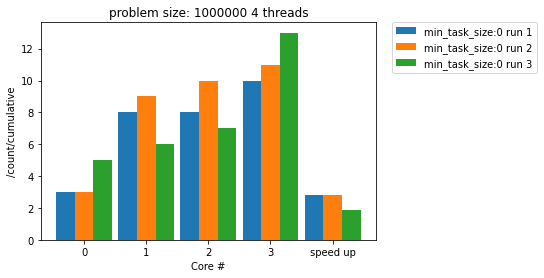 problem size: 1000000 4 threads
min_task_size:0 run 1
min_task_size:0 run 2
min_task_size:0 run 3
/count/cumulative
12
10
8
6
4
2
0
0 1 2 3 speed up
Core #